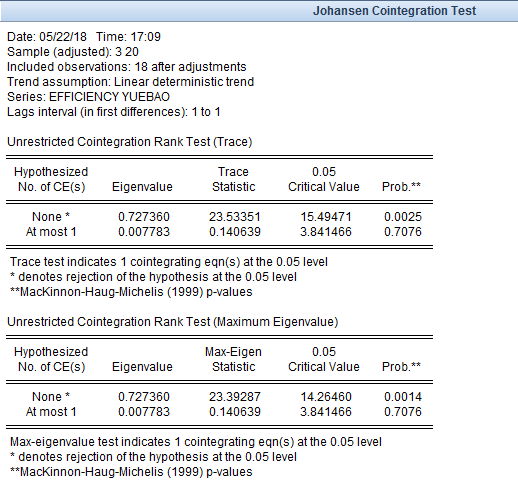 Johansen Cointegration Test
Date: 05/22/18 Time: 17:09
Sample (adjusted): 3 20
Included observations: 18 after adjustments
Trend assumption: Linear deterministic trend
Series: EFFICIENCY YUEBAO
Lags interval (in first differences): 1 to 1
Unrestricted Cointegration Rank Test (Trace)
Hypothesized Trace 0.05
No. of CE(s) Eigenvalue Statistic Critical Value Prob.**
None * 0.727360 23.53351 15.49471 0.0025
At most 1 0.007783 0.140639 3.841466 0.7076
Trace test indicates 1 cointegrating eqn(s) at the 0.05 level
* denotes rejection of the hypothesis at the 0.05 level
**MacKinnon-Haug-Michelis (1999) p-values
Unrestricted Cointegration Rank Test (Maximum Eigenvalue)
Hypothesized Max-Eigen 0.05
No. of CE(s) Eigenvalue Statistic Critical Value Prob.**
None * 0.727360 23.39287 14.26460 0.0014
At most 1 0.007783 0.140639 3.841466 0.7076
Max-eigenvalue test indicates 1 cointegrating eqn(s) at the 0.05 level
* denotes rejection of the hypothesis at the 0.05 level
**MacKinnon-Haug-Michelis (1999) p-values